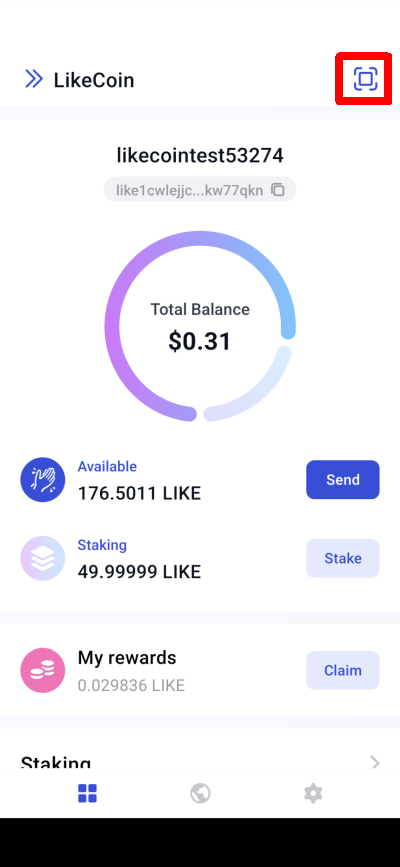 LikeCoin
likecointest53274
like1cwlejjc...kw77qkn
Total Balance
$0.31
Available
176.5011 LIKE
Send
Staking
49.99999 LIKE
Stake
My rewards
0.029836 LIKE
Claim
Staking